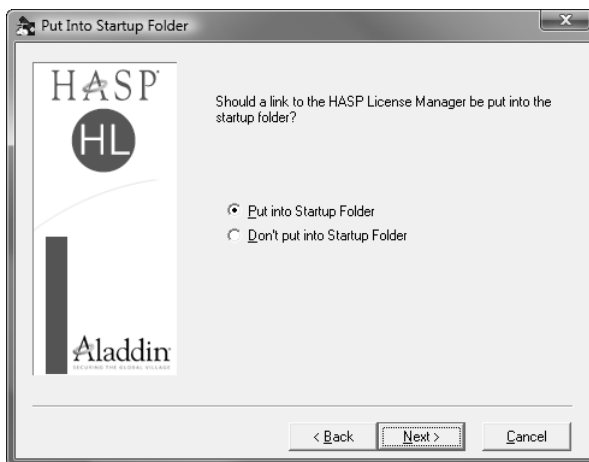 Put Into Startup Folder
HASP
HL
Should a link to the HASP License Manager be put into the
startup folder?
Put into Startup Folder
Don't put into Startup Folder
Aladdin
SECURING THE GLOBAL VILLAGE
< Back
Next >
Cancel